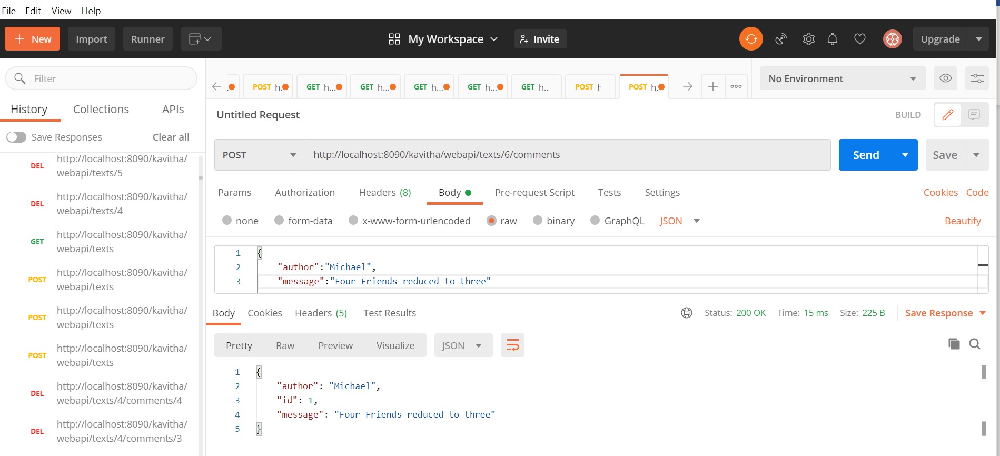 File Edit View Help
New Import Runner My Workspace Invite Upgrade
Filter
.. POST h. GET h... GET h... GET h... GET h... GET h.. POST h POST h. ooo No Environment
History Collections APIs
Untitled Request BUILD
Save Responses Clear all
POST http://localhost:8090/kavitha/webapi/texts/6/comments Send Save
DEL http://localhost:8090/kavitha/
webapi/texts/5
DEL http://localhost:8090/kavitha/
webapi/texts/4
GET http://localhost:8090/kavitha/
webapi/texts
POST http://localhost:8090/kavitha/
webapi/texts
POST http://localhost:8090/kavitha/
webapi/texts
POST http://localhost:8090/kavitha/
webapi/texts
DEL http://localhost:8090/kavitha/
webapi/texts/4/comments/4
DEL http://localhost:8090/kavitha/
webapi/texts/4/comments/3
Params Authorization Headers (8) Body Pre-request Script Tests Settings Cookies Code
none form-data x-www-form-urlencoded raw binary GraphQL JSON Beautify
1 {
2 "author":"Michael",
3 "message":"Four Friends reduced to three"
Body Cookies Headers (5) Test Results Status: 200 OK Time: 15 ms Size: 225 B Save Response
Pretty Raw Preview Visualize JSON
1 {
2 "author": "Michael",
3 "id": 1,
4 "message": "Four Friends reduced to three"
5 }